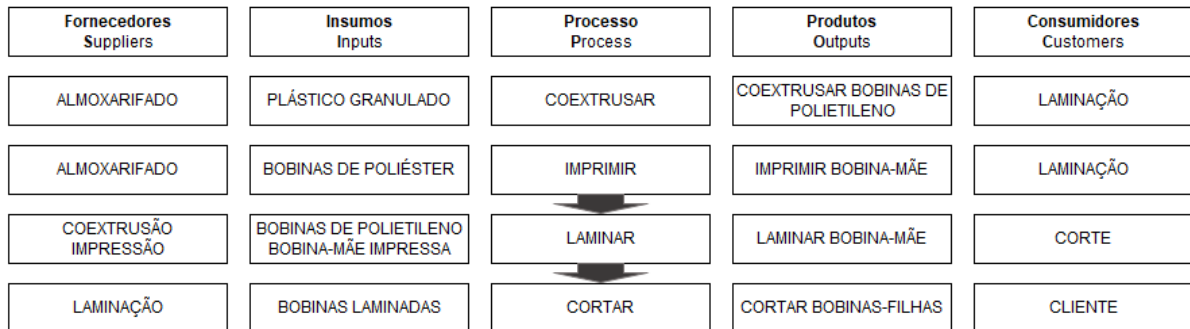 Fornecedores
Suppliers
Insumos
Inputs
Processo
Process
Produtos
Outputs
Consumidores
Customers
ALMOXARIFADO
PLÁSTICO GRANULADO
COEXTRUSAR
COEXTRUSAR BOBINAS DE
POLIETILENO
LAMINAÇÃO
ALMOXARIFADO
BOBINAS DE POLIÉSTER
IMPRIMIR
IMPRIMIR BOBINA-MÃE
LAMINAÇÃO
COEXTRUSÃO
IMPRESSÃO
BOBINAS DE POLIETILENO
BOBINA-MÃE IMPRESSA
LAMINAR
LAMINAR BOBINA-MÃE
CORTE
LAMINAÇÃO
BOBINAS LAMINADAS
CORTAR
CORTAR BOBINAS-FILHAS
CLIENTE